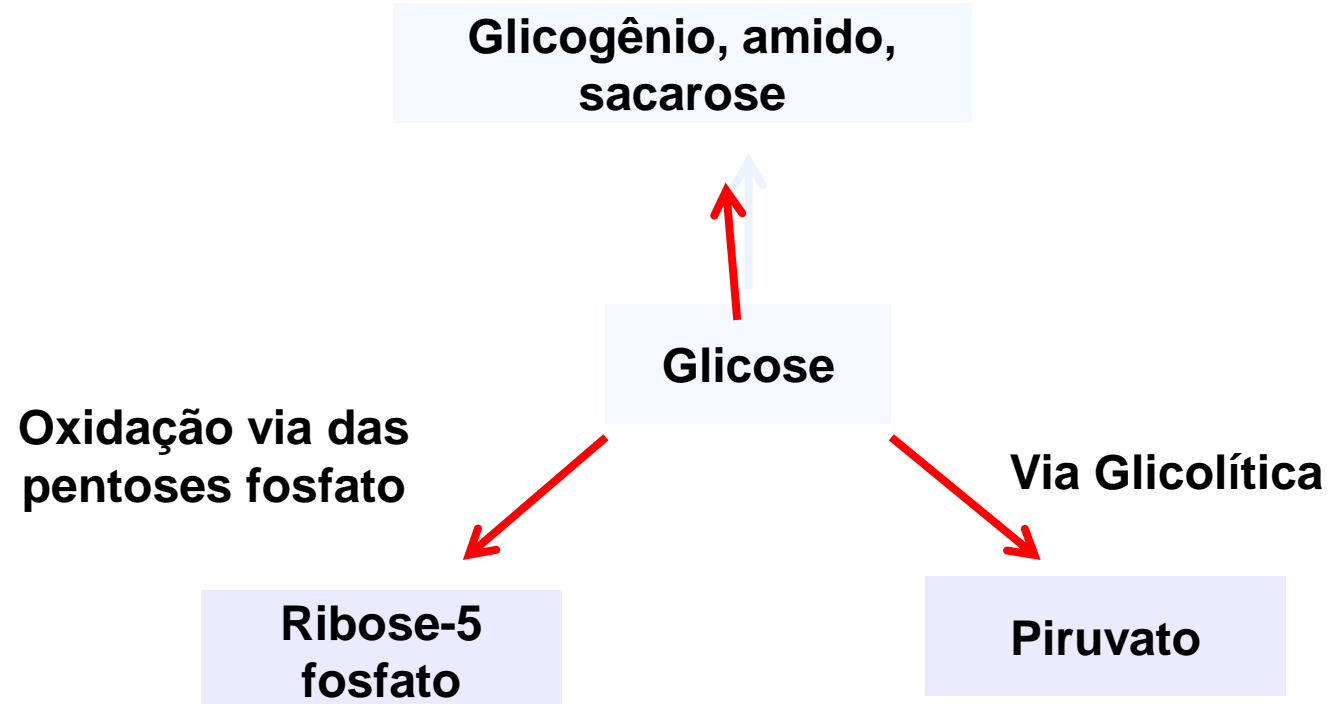 Glicogênio, amido,
sacarose
Glicose
Oxidação via das
pentoses fosfato
Via Glicolítica
Ribose-5
fosfato
Piruvato